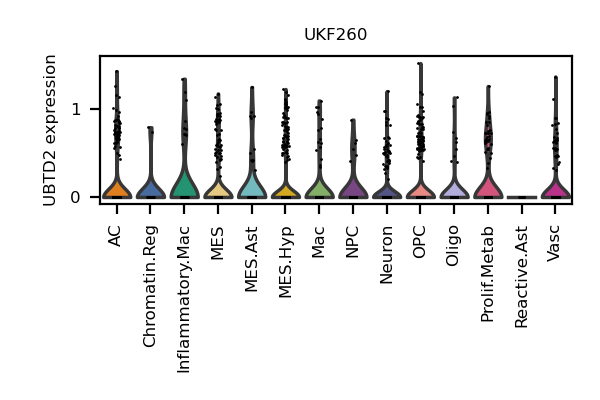 UKF260
UBTD2 expression
1
0
AC
Chromatin.Reg
Inflammatory.Mac
MES
MES.Ast
MES.Hyp
Mac
NPC
Neuron
OPC
Oligo
Prolif.Metab
Reactive.Ast
Vasc